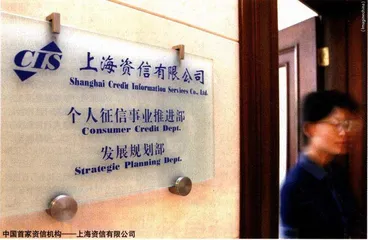 CIS 上海资信有限公司
Shanghai Credit Information Services Co., Ltd.
个人征信事业推进部
Consumer Credit Dept.
发展规划部
Strategic Planning Dept.
中国首家资信机构——上海资信有限公司